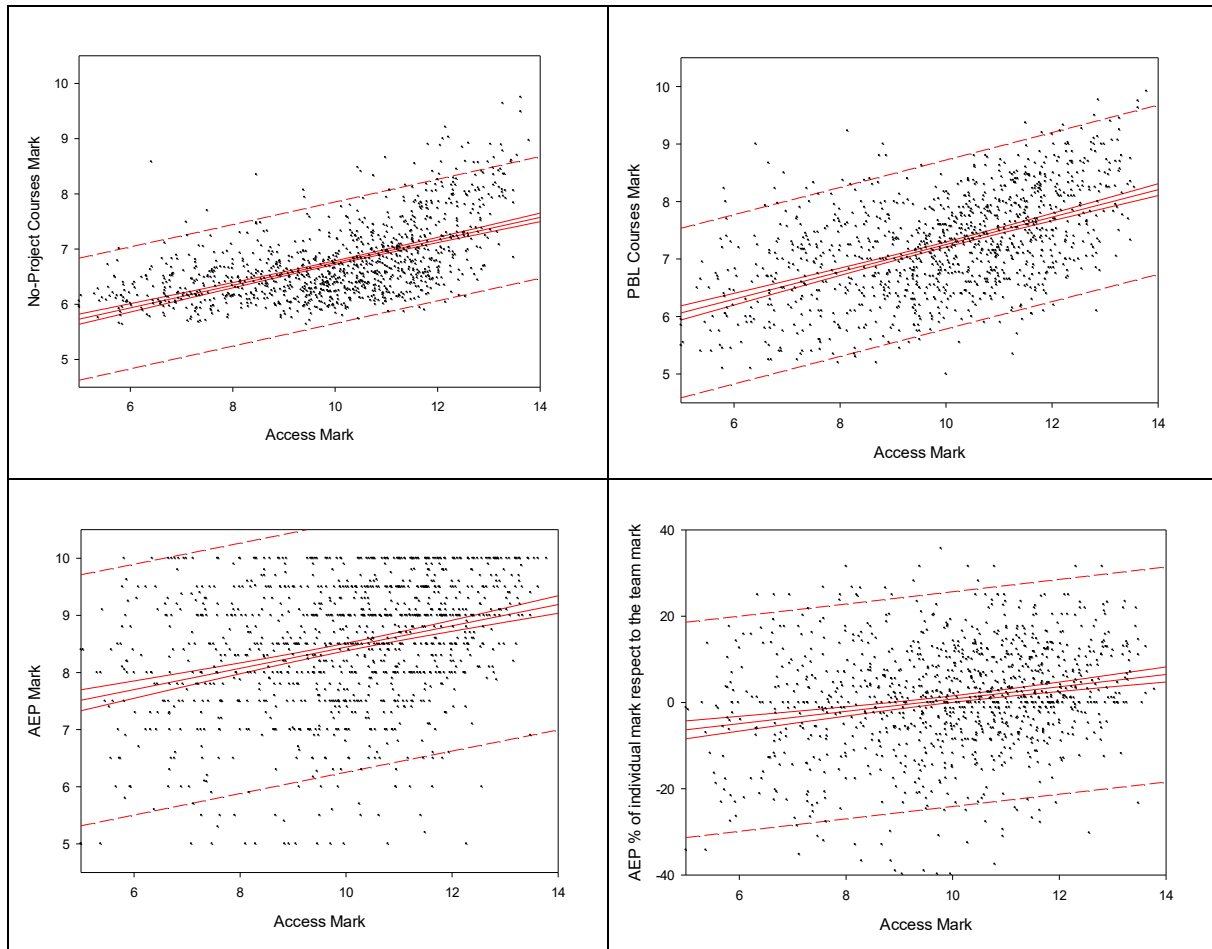 10
9
8
7
6
5
No-Project Courses Mark
6 8 10 12 14
Access Mark
10
9
8
7
6
5
PBL Courses Mark
6 8 10 12 14
Access Mark
10
9
8
7
6
5
AEP Mark
6 8 10 12 14
Access Mark
40
20
0
-20
-40
AEP % of individual mark respect to the team mark
6 8 10 12 14
Access Mark